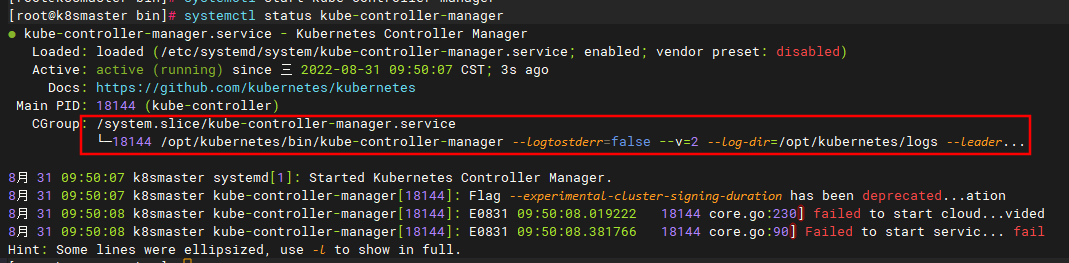 [root@k8smaster bin]# systemctl start kube-controller-manager
[root@k8smaster bin]# systemctl status kube-controller-manager
● kube-controller-manager.service - Kubernetes Controller Manager
Loaded: loaded (/etc/systemd/system/kube-controller-manager.service; enabled; vendor preset: disabled)
Active: active (running) since 三 2022-08-31 09:50:07 CST; 3s ago
Docs: https://github.com/kubernetes/kubernetes
Main PID: 18144 (kube-controller)
CGroup: /system.slice/kube-controller-manager.service
└─18144 /opt/kubernetes/bin/kube-controller-manager --logtostderr=false --v=2 --log-dir=/opt/kubernetes/logs --leader...
8月 31 09:50:07 k8smaster systemd[1]: Started Kubernetes Controller Manager.
8月 31 09:50:07 k8smaster kube-controller-manager[18144]: Flag --experimental-cluster-signing-duration has been deprecated...ation
8月 31 09:50:08 k8smaster kube-controller-manager[18144]: E0831 09:50:08.019222   18144 core.go:230] failed to start cloud...vided
8月 31 09:50:08 k8smaster kube-controller-manager[18144]: E0831 09:50:08.381766   18144 core.go:90] Failed to start servic... fail
Hint: Some lines were ellipsized, use -l to show in full.